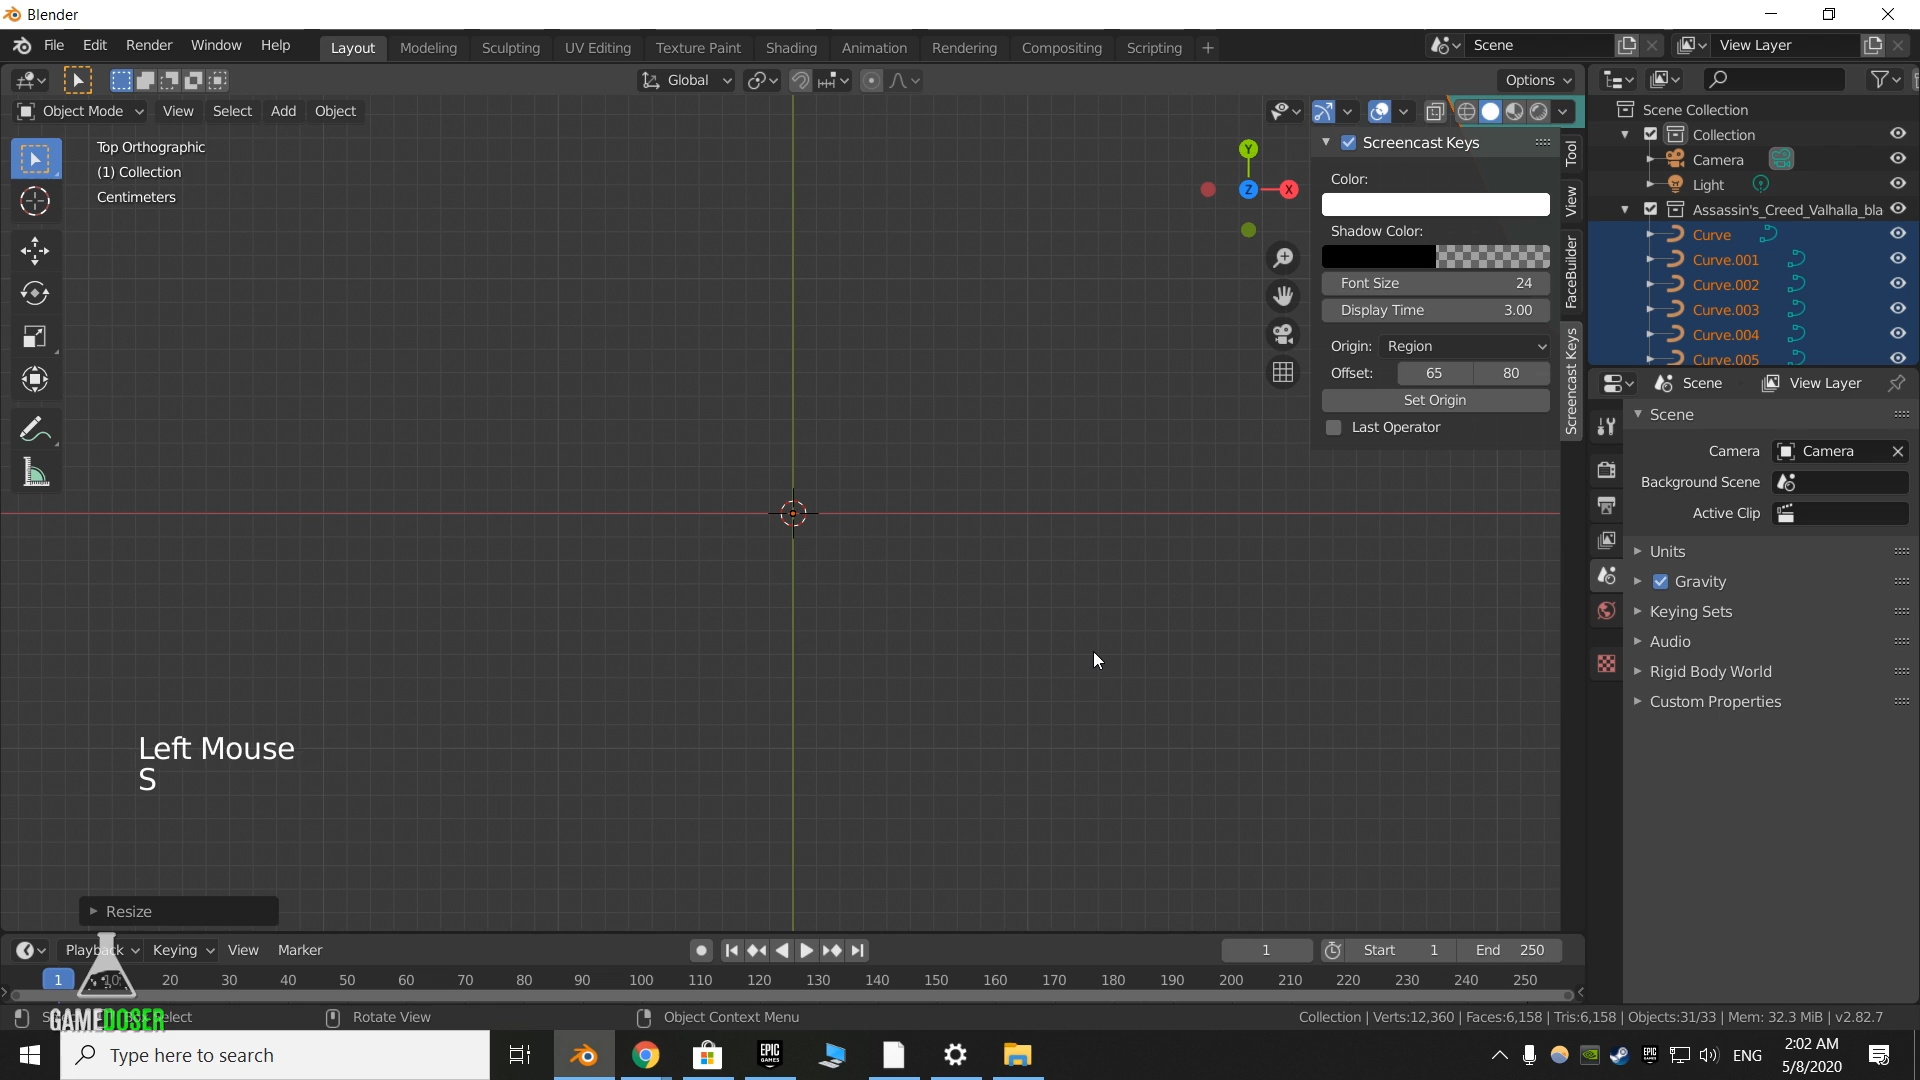 Blender
File Edit Render Window Help Layout Modeling Sculpting UV Editing Texture Paint Shading Animation Rendering Compositing Scripting + Scene View Layer
Global Options
Object Mode View Select Add Object
Top Orthographic
(1) Collection
Centimeters
Y
Z X
Screencast Keys
Color:
Shadow Color:
Font Size 24
Display Time 3.00
Origin: Region
Offset: 65 80
Set Origin
Last Operator
Tool
View
FaceBuilder
Screencast Keys
Scene Collection
Collection
Camera
Light
Assassin's_Creed_Valhalla_bla
Curve
Curve.001
Curve.002
Curve.003
Curve.004
Curve.005
Scene View Layer
Scene
Camera Camera
Background Scene
Active Clip
Units
Gravity
Keying Sets
Audio
Rigid Body World
Custom Properties
Left Mouse
S
Resize
Playback Keying View Marker 1 Start 1 End 250
1 10 20 30 40 50 60 70 80 90 100 110 120 130 140 150 160 170 180 190 200 210 220 230 240 250
GAMEDOSER
Rotate View Object Context Menu Collection | Verts:12,360 | Faces:6,158 | Tris:6,158 | Objects:31/33 | Mem: 32.3 MiB | v2.82.7
Type here to search
EPIC GAMES
ENG
2:02 AM
5/8/2020